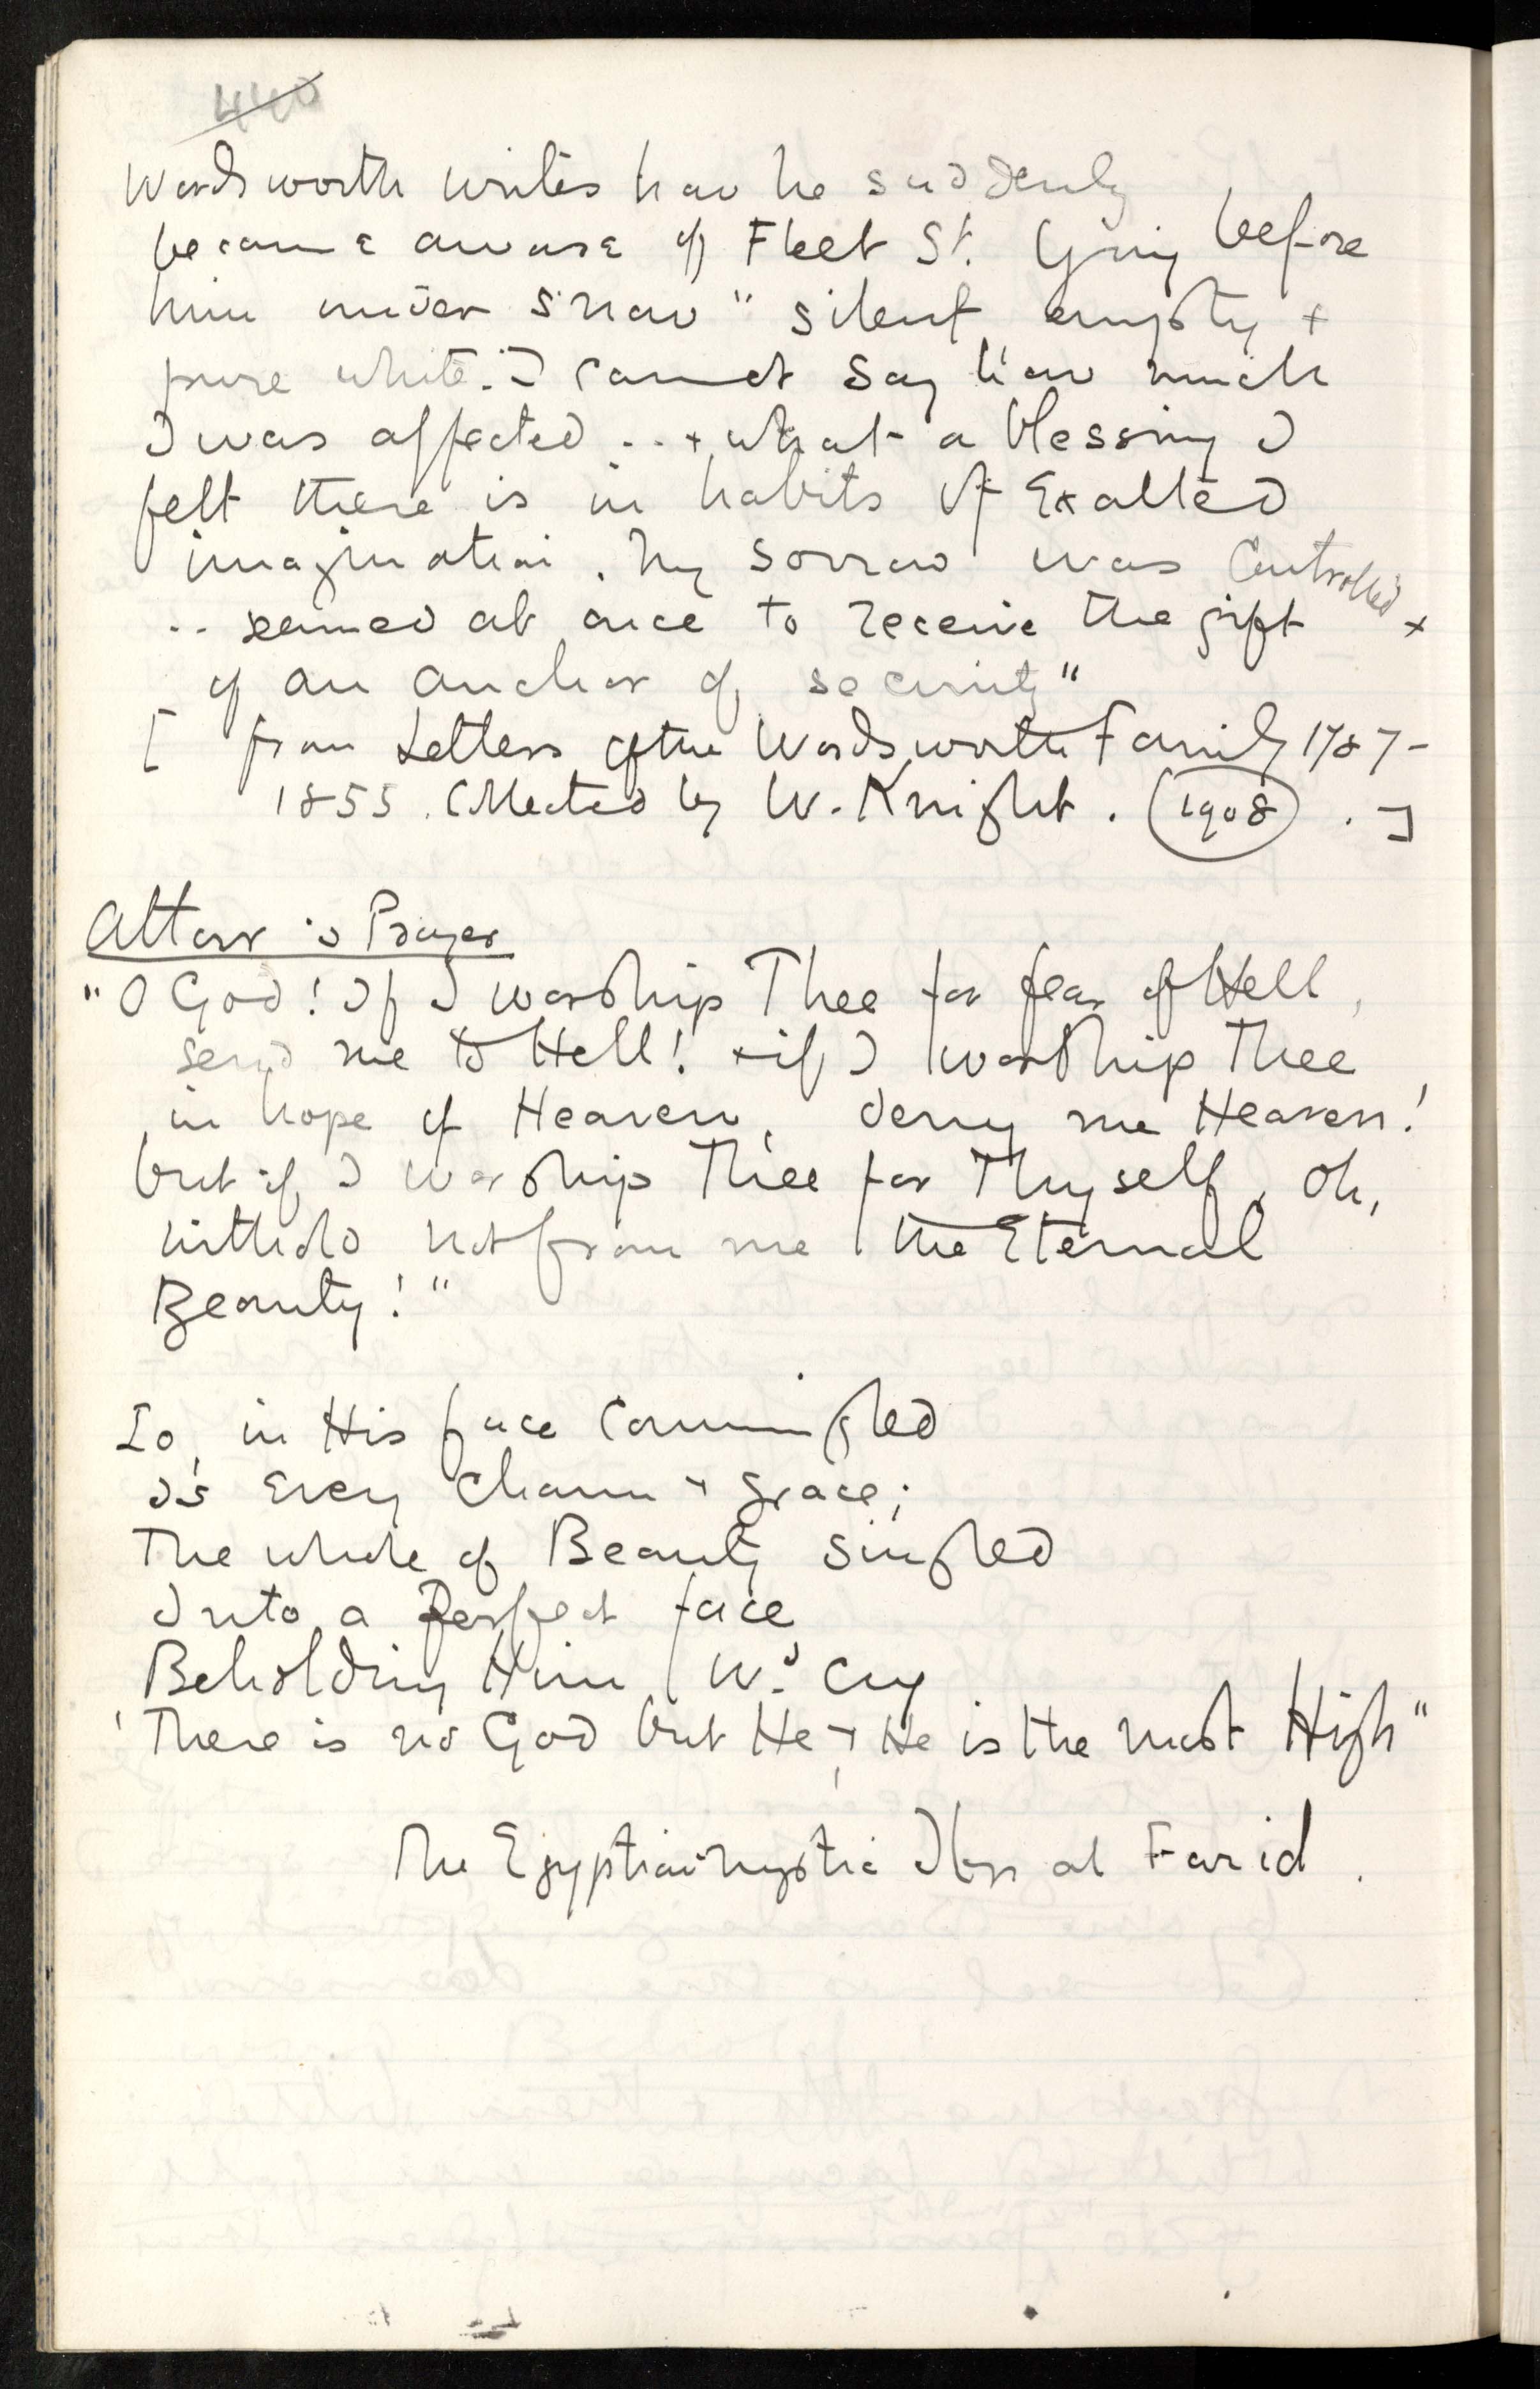 440
Wordsworth writes how he suddenly
became aware of Fleet St. lying before
him under snow " silent empty +
pure white. I cannot say how much
I was affected ... + what a blessing I
felt there is in habits of Exalted
imagination. My sorrow was controlled +
.. seemed at once to receive the gift
of an anchor of security"
[ from Letters of the Wordsworth Family 1787-
1855. Collected by W. Knight. (1908) . ]
Attar's Prayer
"O God! If I worship Thee for fear of Hell,
send me to Hell! + if I worship Thee
in hope of Heaven, deny me Heaven!
but if I worship Thee for Thyself, Oh,
withold not from me the Eternal
Beauty!"
Lo, in His face commingled
Is Every Charm + grace;
The whole of Beauty singled
Into a Perfect face
Beholding Him Wd cry
'There is no God but He, + He is the most High"
The Egyptian mystic Ibn al Farid.